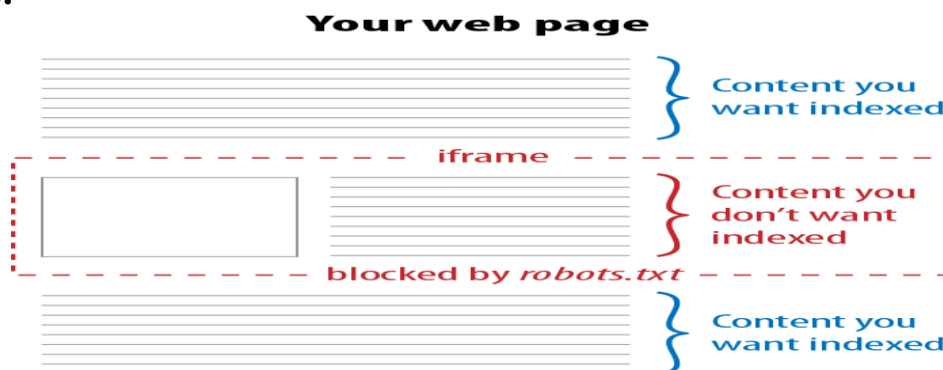 Your web page
Content you
want indexed
iframe
Content you
don’t want
indexed
blocked by robots.txt
Content you
want indexed